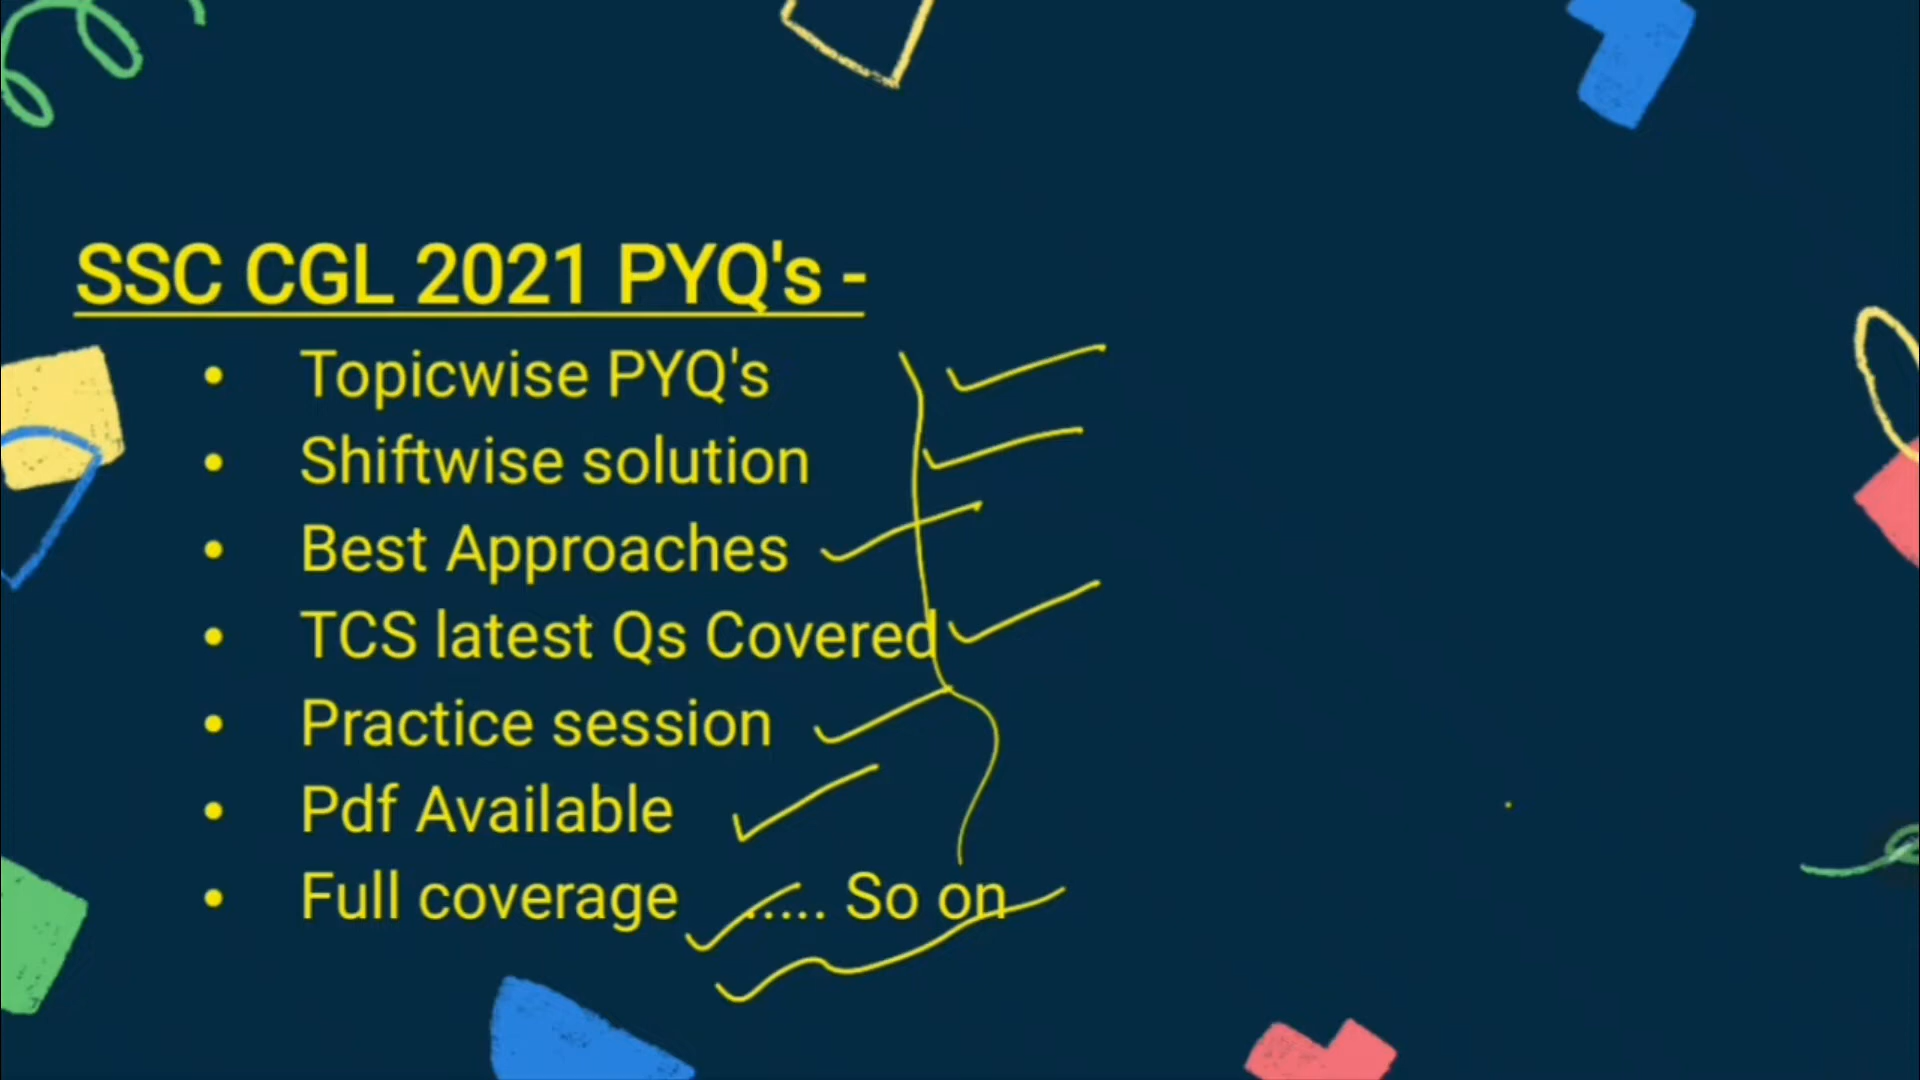 SSC CGL 2021 PYQ's -
• Topicwise PYQ's
• Shiftwise solution
• Best Approaches
• TCS latest Qs Covered
• Practice session
• Pdf Available
• Full coverage ..... So on